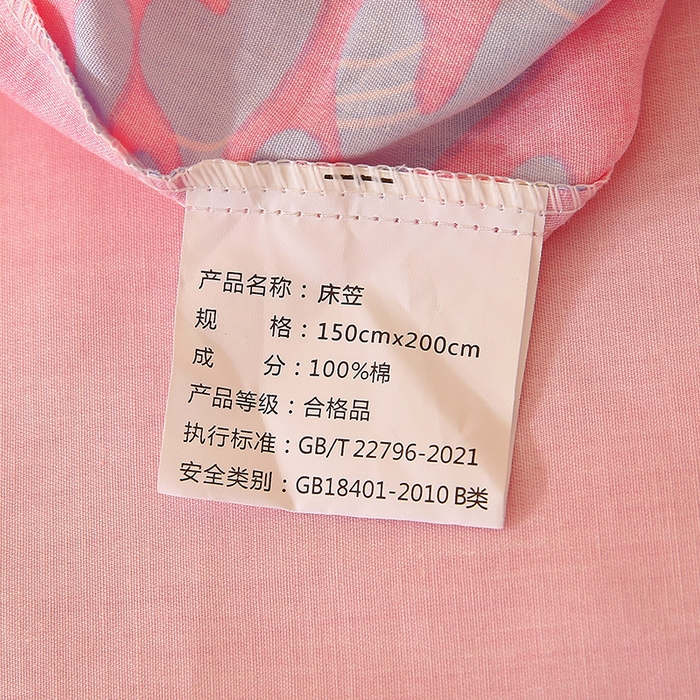 产品名称：床笠
规 格：150cmx200cm
成 分：100%棉
产品等级：合格品
执行标准：GB/T 22796-2021
安全类别：GB18401-2010 B类